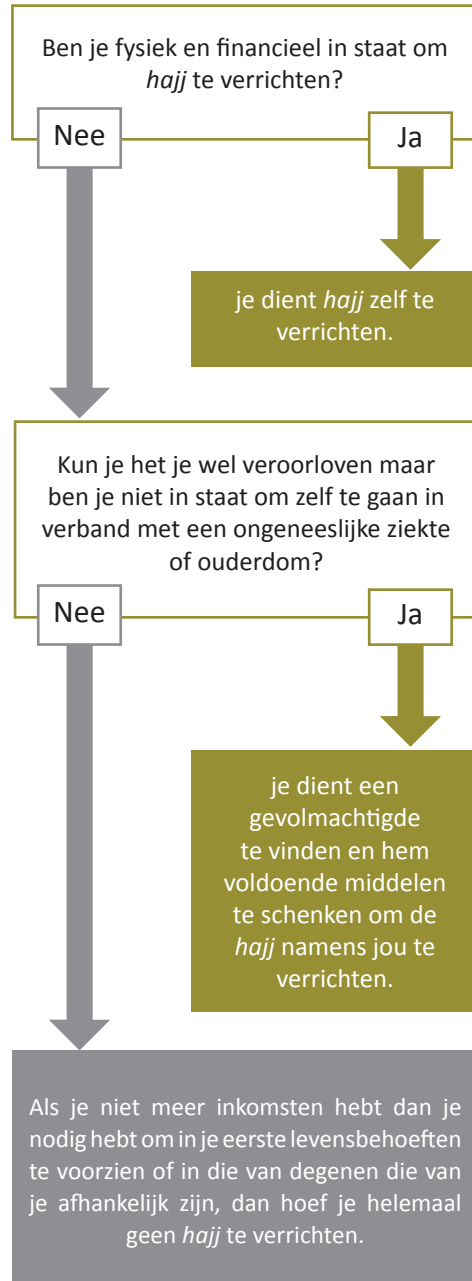 Ben je fysiek en financieel in staat om
hajj te verrichten?
Nee
Ja
je dient hajj zelf te
verrichten.
Kun je het je wel veroorloven maar
ben je niet in staat om zelf te gaan in
verband met een ongeneeslijke ziekte
of ouderdom?
Nee
Ja
je dient een
gevolmachtigde
te vinden en hem
voldoende middelen
te schenken om de
hajj namens jou te
verrichten.
Als je niet meer inkomsten hebt dan je
nodig hebt om in je eerste levensbehoeften
te voorzien of in die van degenen die van
je afhankelijk zijn, dan hoef je helemaal
geen hajj te verrichten.